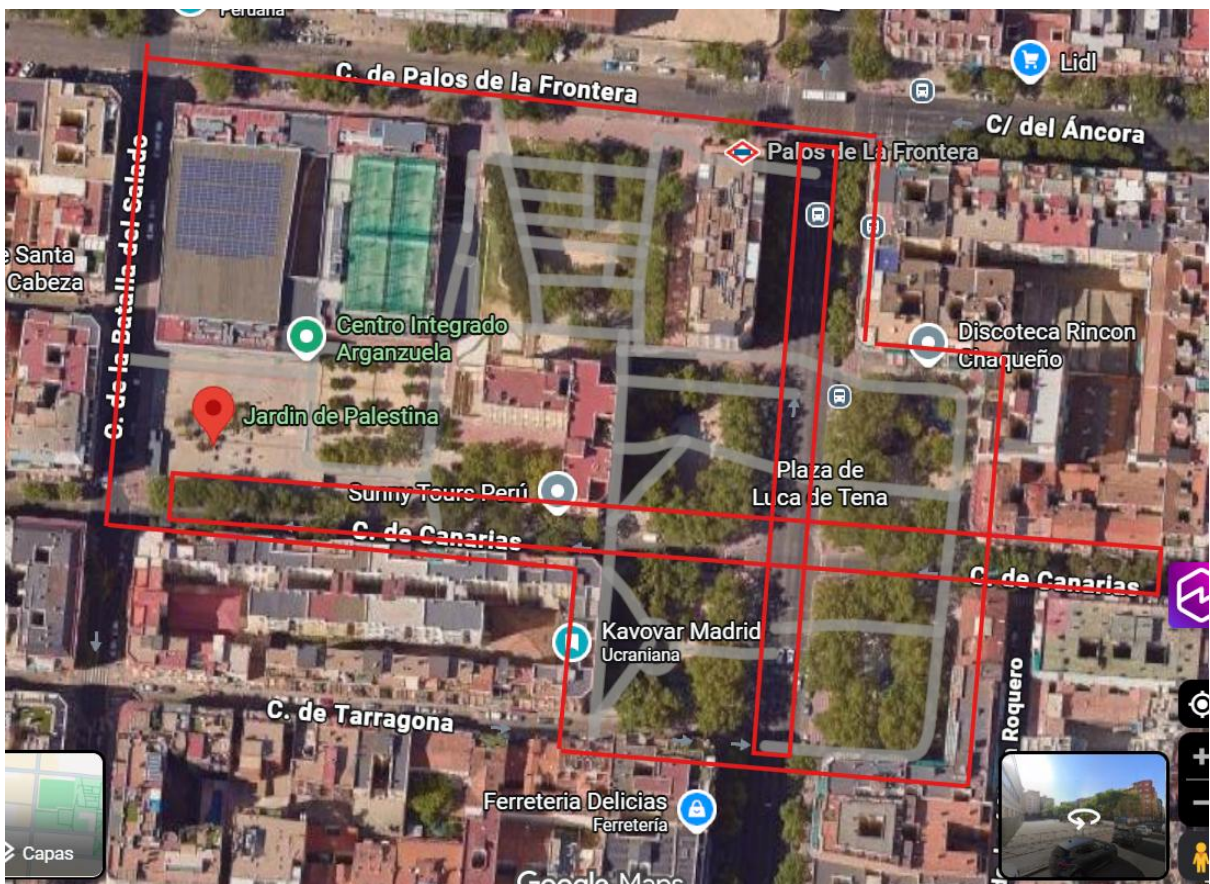 Peruana
Lidl
C. de Palos de la Frontera
C/ del Áncora
Palos de La Frontera
C. de la Batalla del Salado
Santa
Cabeza
Centro Integrado
Arganzuela
Discoteca Rincon
Chaqueño
Jardin de Palestina
Plaza de
Luca de Tena
Sunny Tours Perú
C. de Canarias
C. de Canarias
Kavovar Madrid
Ucraniana
C. de Tarragona
Roquero
Ferreteria Delicias
Ferretería
Capas
Google Maps